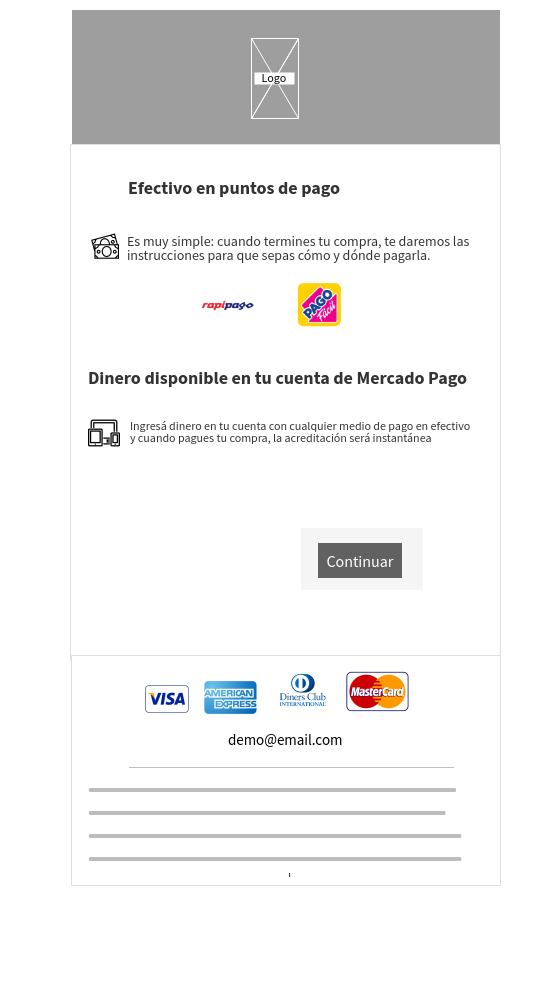 Logo
Efectivo en puntos de pago
Es muy simple: cuando termines tu compra, te daremos las
instrucciones para que sepas cómo y dónde pagarla.
rapipago
PAGO
Fácil
Dinero disponible en tu cuenta de Mercado Pago
Ingresá dinero en tu cuenta con cualquier medio de pago en efectivo
y cuando pagues tu compra, la acreditación será instantánea
Continuar
VISA
AMERICAN
EXPRESS
Diners Club
INTERNATIONAL
MasterCard
demo@email.com